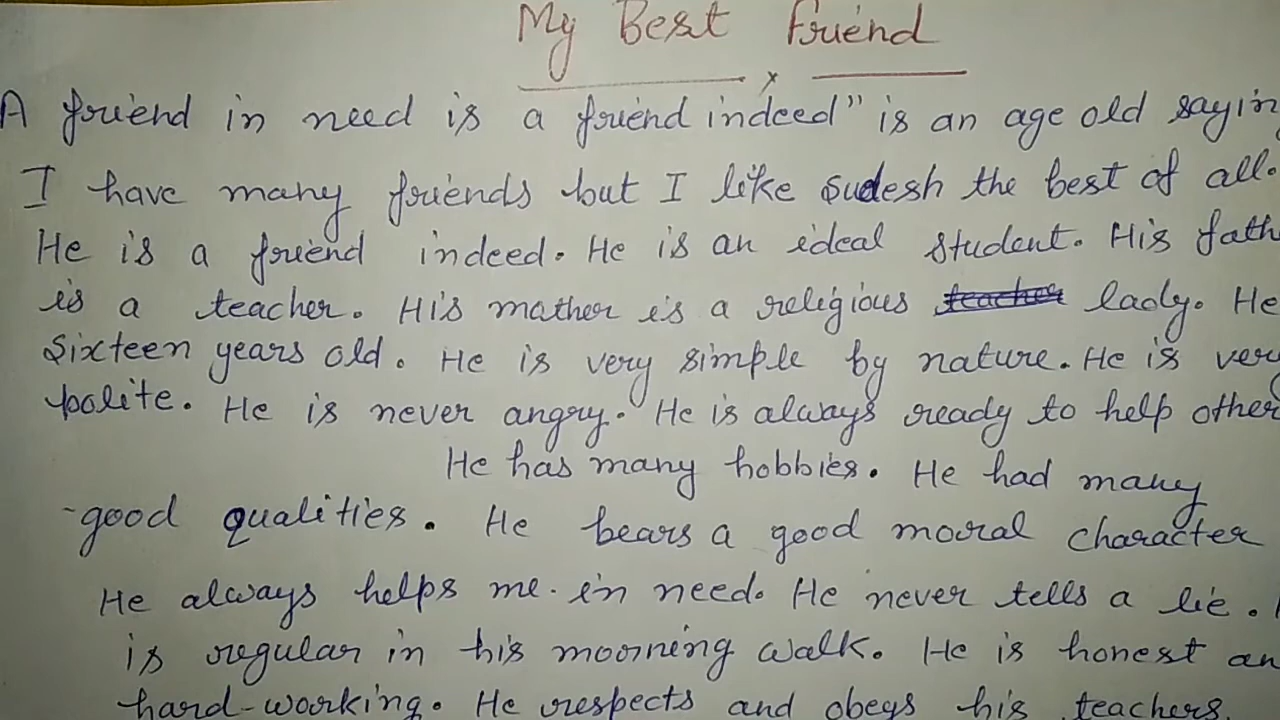 My Best Friend
x
A friend in need is a friend indeed" is an age old sayin
I have many friends but I like Sudesh the best of all.
He is a friend indeed. He is an ideal student. His fath
is a teacher. His mather is a religious teacher lady. He
Sixteen years old. He is very simple by nature. He is very
polite. He is never angry. He is always ready to help other
He has many hobbies. He had many
-good qualities. He bears a good moral character
He always helps me. in need. He never tells a lie.
is regular in his morning walk. He is honest an
hard-working. He respects and obeys his teachers.